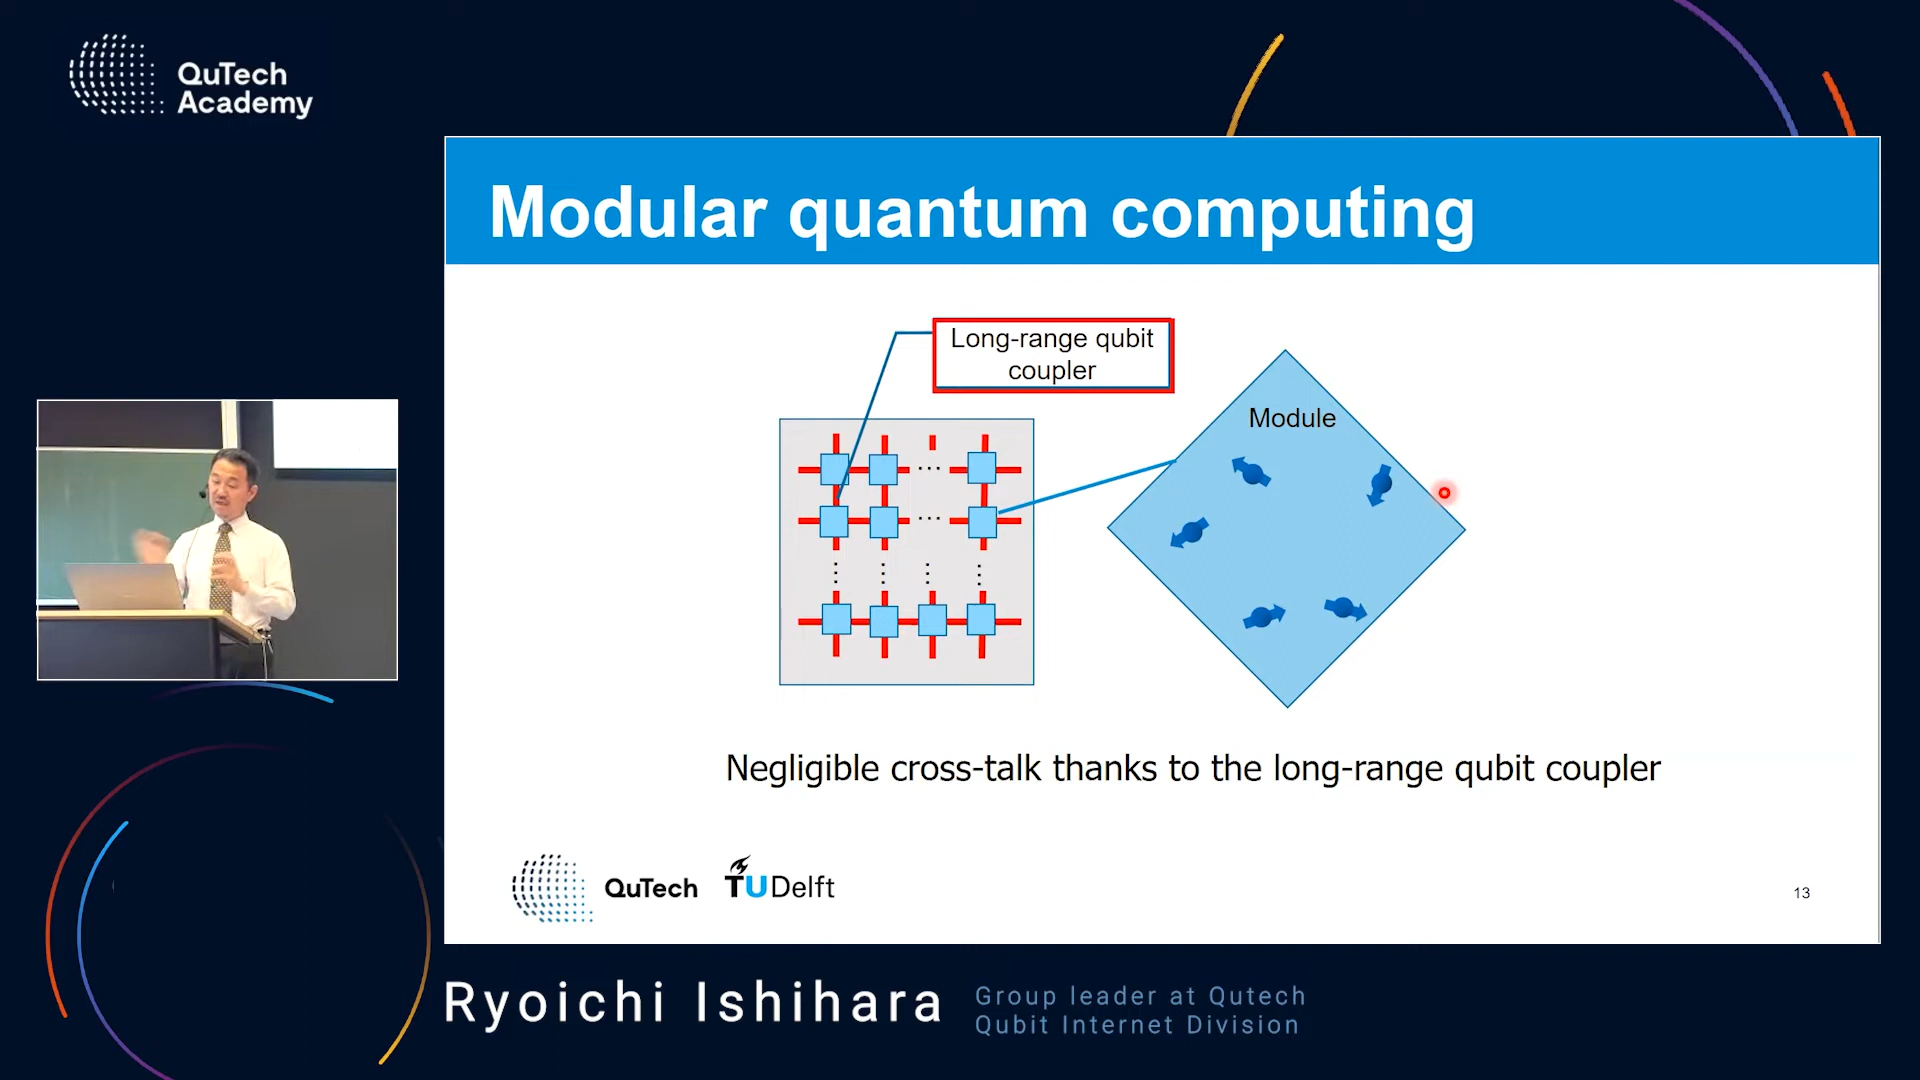 QuTech
Academy
Modular quantum computing
Long-range qubit
coupler
Module
Negligible cross-talk thanks to the long-range qubit coupler
QuTech
TUDelft
13
Ryoichi Ishihara
Group leader at Qutech
Qubit Internet Division